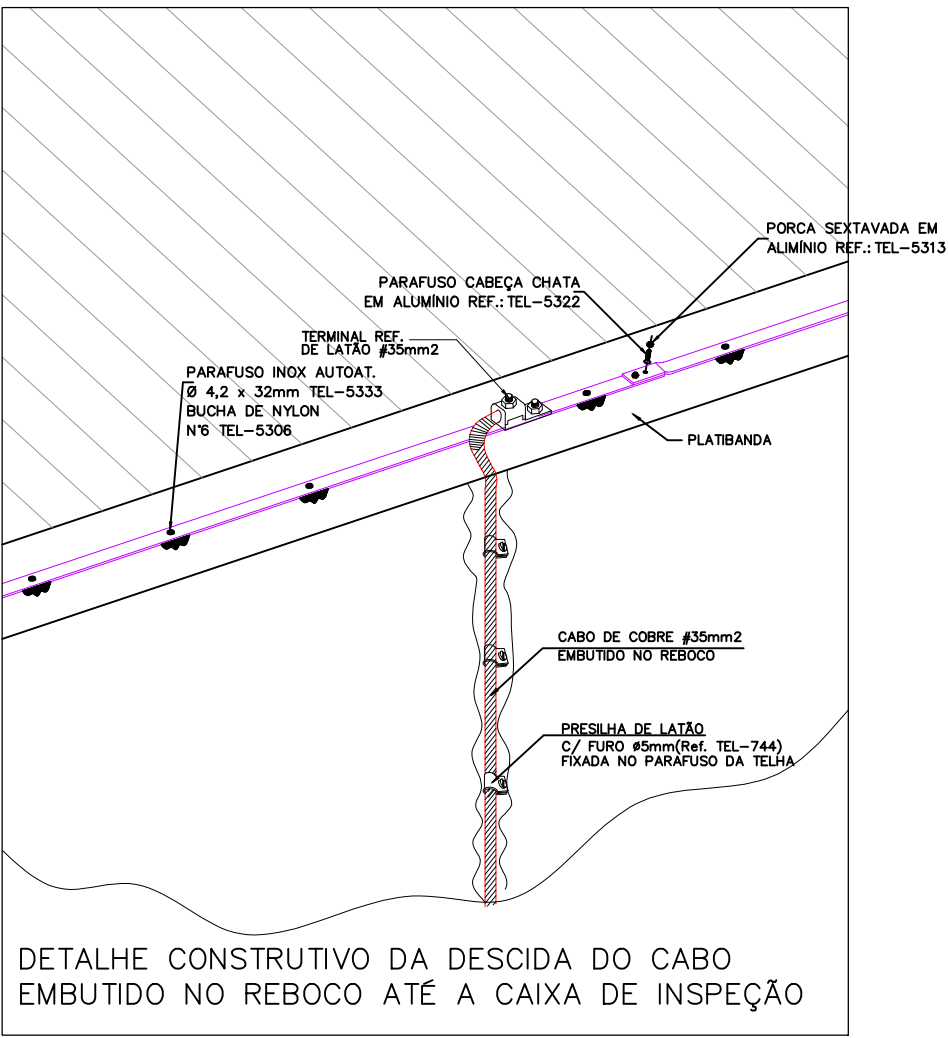 PORCA SEXTAVADA EM
ALIMÍNIO REF.: TEL-5313
PARAFUSO CABEÇA CHATA
EM ALUMÍNIO REF.: TEL-5322
TERMINAL REF.
DE LATÃO #35mm2
PARAFUSO INOX AUTOAT.
Ø 4,2 x 32mm TEL-5333
BUCHA DE NYLON
N°6 TEL-5306
PLATIBANDA
CABO DE COBRE #35mm2
EMBUTIDO NO REBOCO
PRESILHA DE LATÃO
C/ FURO ø5mm(Ref. TEL-744)
FIXADA NO PARAFUSO DA TELHA
DETALHE CONSTRUTIVO DA DESCIDA DO CABO
EMBUTIDO NO REBOCO ATÉ A CAIXA DE INSPEÇÃO